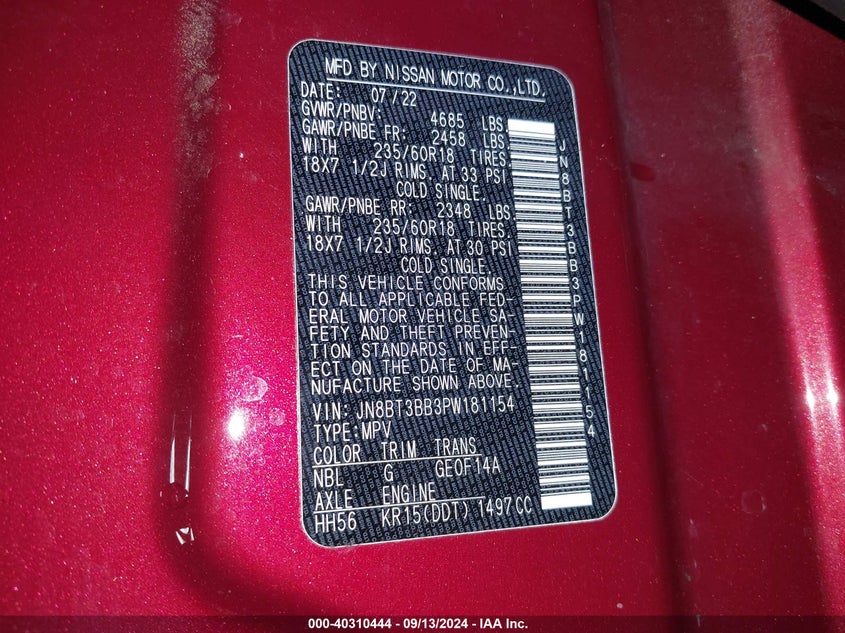 MFD BY NISSAN MOTOR CO.,LTD.
DATE: 07/22
GVWR/PNBV: 4685 LBS.
GAWR/PNBE FR: 2458 LBS.
WITH 235/60R18 TIRES.
18X7 1/2J RIMS. AT 33 PSI
COLD SINGLE.
GAWR/PNBE RR: 2348 LBS.
WITH 235/60R18 TIRES.
18X7 1/2J RIMS. AT 30 PSI
COLD SINGLE.
THIS VEHICLE CONFORMS
TO ALL APPLICABLE FED-
ERAL MOTOR VEHICLE SA-
FETY AND THEFT PREVEN-
TION STANDARDS IN EFF-
ECT ON THE DATE OF MA-
NUFACTURE SHOWN ABOVE.
VIN: JN8BT3BB3PW181154
TYPE: MPV
COLOR TRIM TRANS
NBL G GE0F14A
AXLE ENGINE
HH56 KR15(DDT) 1497CC
JN8BT3BB3PW181154
000-40310444 - 09/13/2024 - IAA Inc.